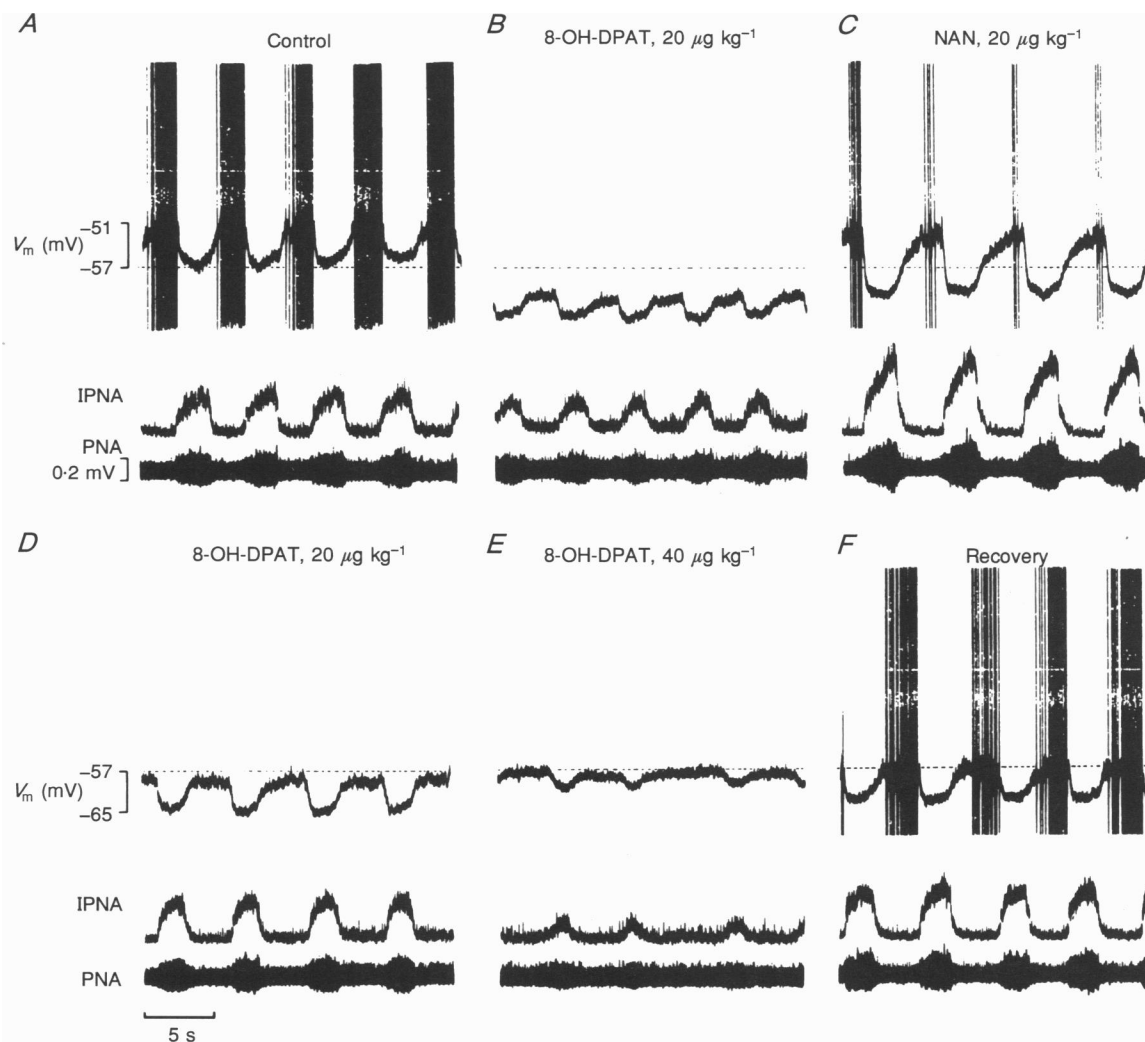 A
Control
B
8-OH-DPAT, 20 μg kg⁻¹
C
NAN, 20 μg kg⁻¹
−51
Vm (mV)
−57
IPNA
PNA
0·2 mV
D
8-OH-DPAT, 20 μg kg⁻¹
E
8-OH-DPAT, 40 μg kg⁻¹
F
Recovery
−57
Vm (mV)
−65
IPNA
PNA
5 s